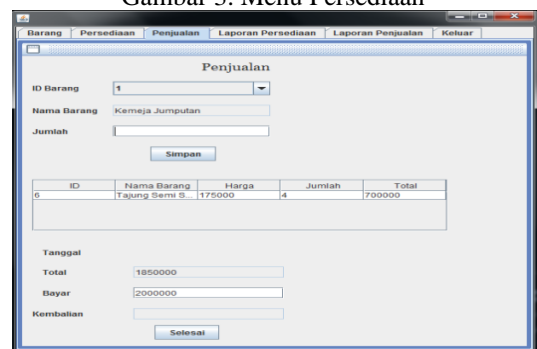 Gambar 3. Menu Persediaan
Barang Persediaan Penjualan Laporan Persediaan Laporan Penjualan Keluar
Penjualan
ID Barang 1
Nama Barang Kemeja Jumputan
Jumlah
Simpan
ID Nama Barang Harga Jumlah Total
6 Tajung Semi S... 175000 4 700000
Tanggal
Total 1850000
Bayar 2000000
Kembalian
Selesai